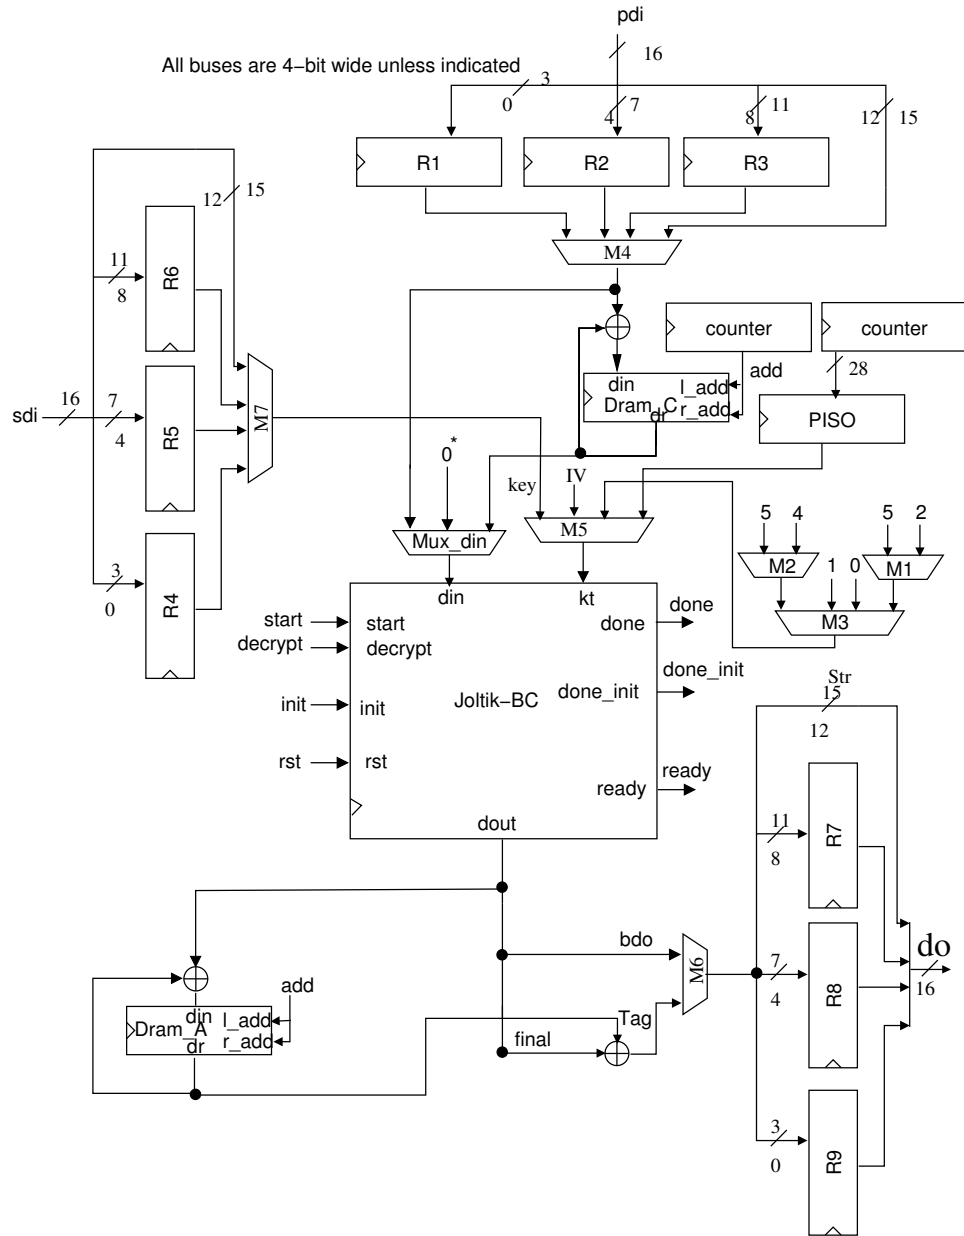 pdi
16
All buses are 4−bit wide unless indicated
0 3
4 7
8 11
12 15
R1
R2
R3
12 15
M4
11
8
R6
counter
counter
add
28
din
l_add
Dram_C
dr
r_add
PISO
sdi
16
7
4
R5
M7
0*
key
IV
5 4
5 2
Mux_din
M5
M2
1 0
M1
3
0
R4
M3
din
kt
start
start
done
done
decrypt
decrypt
Joltik−BC
done_init
done_init
init
init
Str
15
12
rst
rst
ready
ready
dout
11
8
R7
bdo
M6
do
16
7
4
R8
add
din
l_add
Dram_A
dr
r_add
Tag
final
3
0
R9